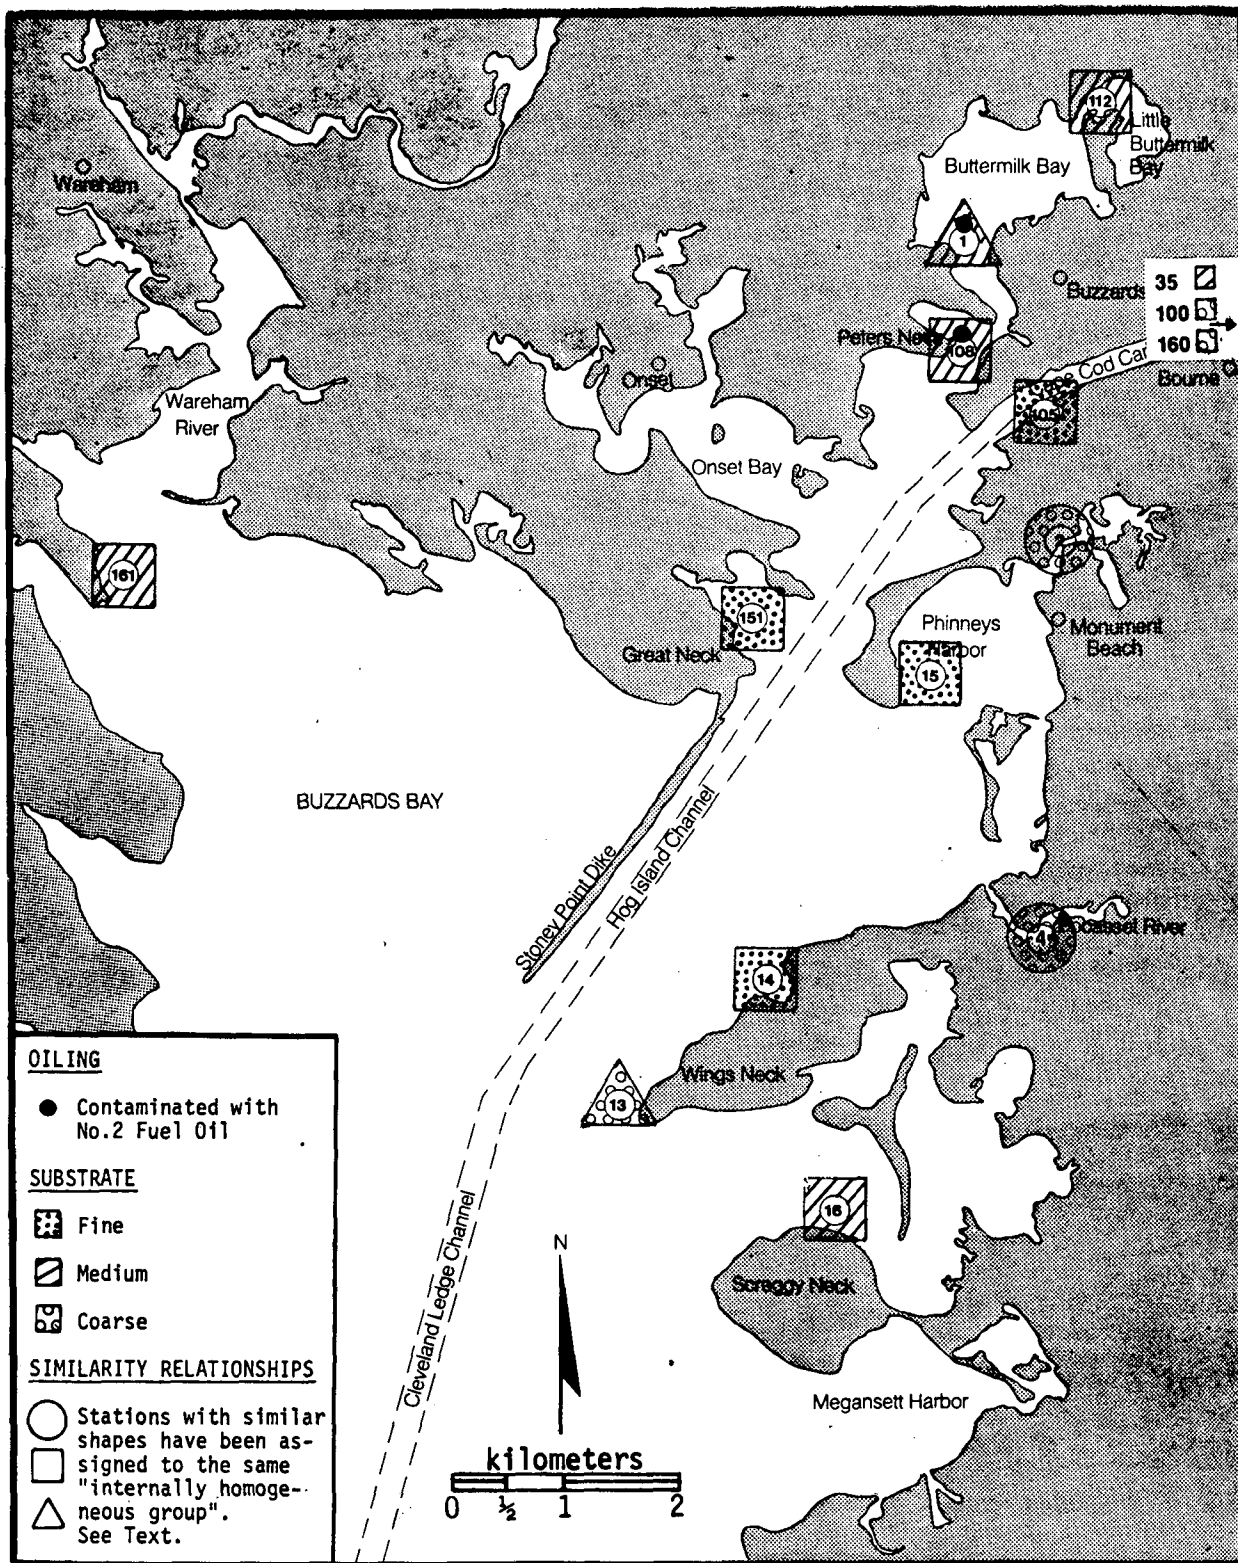 112
Little
Buttermilk
Bay
Buttermilk Bay
Wareham
1
Buzzards
35
100
160
Peters Neck
108
Cod Can
Bourne
105
Onset
Wareham
River
Onset Bay
161
151
Great Neck
Phinneys
Harbor
15
Monument
Beach
BUZZARDS BAY
Hog Island Channel
Stoney Point Dike
Pocasset River
14
Wings Neck
13
16
Scraggy Neck
Cleveland Ledge Channel
Megansett Harbor
N
kilometers
0 ½ 1 2
OILING
Contaminated with
No.2 Fuel Oil
SUBSTRATE
Fine
Medium
Coarse
SIMILARITY RELATIONSHIPS
Stations with similar
shapes have been as-
signed to the same
"internally homoge-
neous group".
See Text.